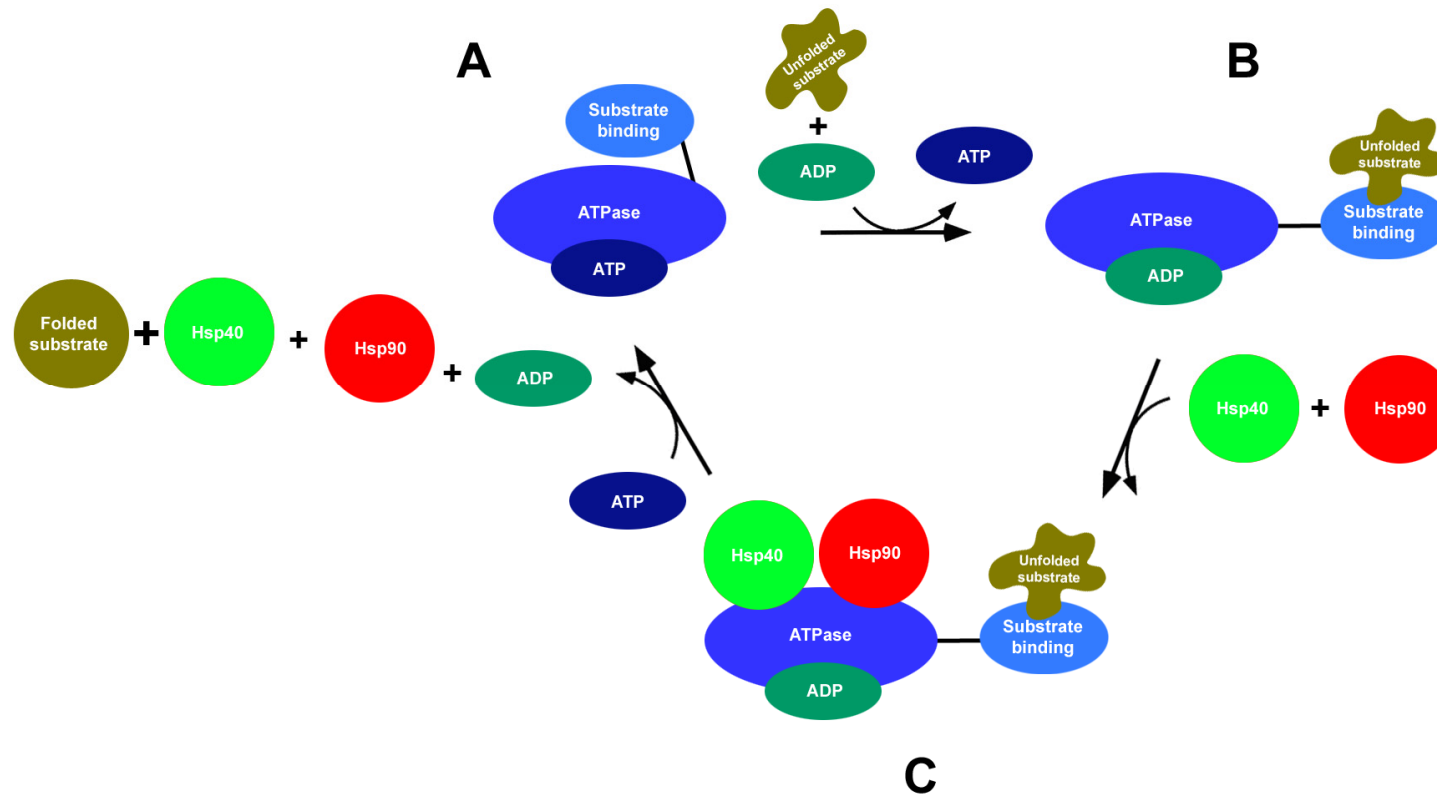 A
Unfolded
substrate
B
Substrate
binding
+
ADP
ATP
Unfolded
substrate
ATPase
ATPase
Substrate
binding
ATP
ADP
Folded
substrate
+
Hsp40
+
Hsp90
+
ADP
Hsp40
+
Hsp90
ATP
Hsp40
Hsp90
Unfolded
substrate
ATPase
Substrate
binding
ADP
C